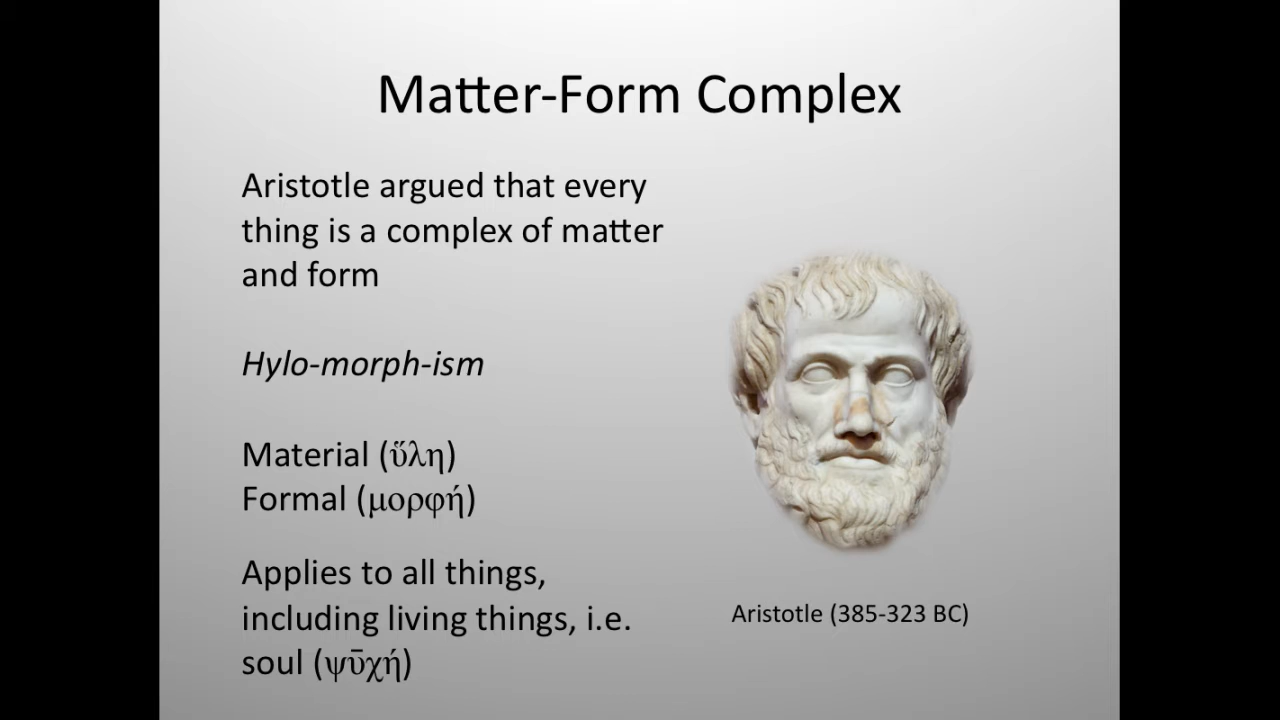 Matter-Form Complex
Aristotle argued that every
thing is a complex of matter
and form
Hylo-morph-ism
Material (ὕλη)
Formal (μορφή)
Applies to all things,
including living things, i.e.
soul (ψῡχή)
Aristotle (385-323 BC)